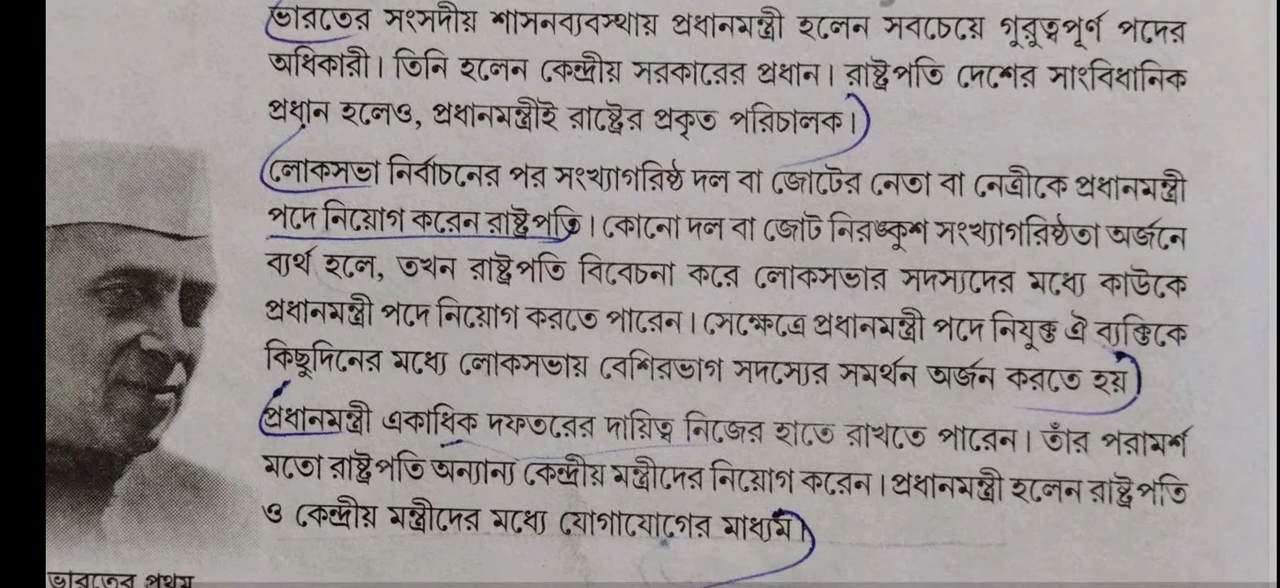 ভারতের সংসদীয় শাসনব্যবস্থায় প্রধানমন্ত্রী হলেন সবচেয়ে গুরুত্বপূর্ণ পদের
অধিকারী। তিনি হলেন কেন্দ্রীয় সরকারের প্রধান। রাষ্ট্রপতি দেশের সাংবিধানিক
প্রধান হলেও, প্রধানমন্ত্রীই রাষ্ট্রের প্রকৃত পরিচালক।
লোকসভা নির্বাচনের পর সংখ্যাগরিষ্ঠ দল বা জোটের নেতা বা নেত্রীকে প্রধানমন্ত্রী
পদে নিয়োগ করেন রাষ্ট্রপতি। কোনো দল বা জোট নিরঙ্কুশ সংখ্যাগরিষ্ঠতা অর্জনে
ব্যর্থ হলে, তখন রাষ্ট্রপতি বিবেচনা করে লোকসভার সদস্যদের মধ্যে কাউকে
প্রধানমন্ত্রী পদে নিয়োগ করতে পারেন। সেক্ষেত্রে প্রধানমন্ত্রী পদে নিযুক্ত ঐ ব্যক্তিকে
কিছুদিনের মধ্যে লোকসভায় বেশিরভাগ সদস্যের সমর্থন অর্জন করতে হয়
প্রধানমন্ত্রী একাধিক দফতরের দায়িত্ব নিজের হাতে রাখতে পারেন। তাঁর পরামর্শ
মতো রাষ্ট্রপতি অন্যান্য কেন্দ্রীয় মন্ত্রীদের নিয়োগ করেন। প্রধানমন্ত্রী হলেন রাষ্ট্রপতি
ও কেন্দ্রীয় মন্ত্রীদের মধ্যে যোগাযোগের মাধ্যম।
ভারতের প্রথম